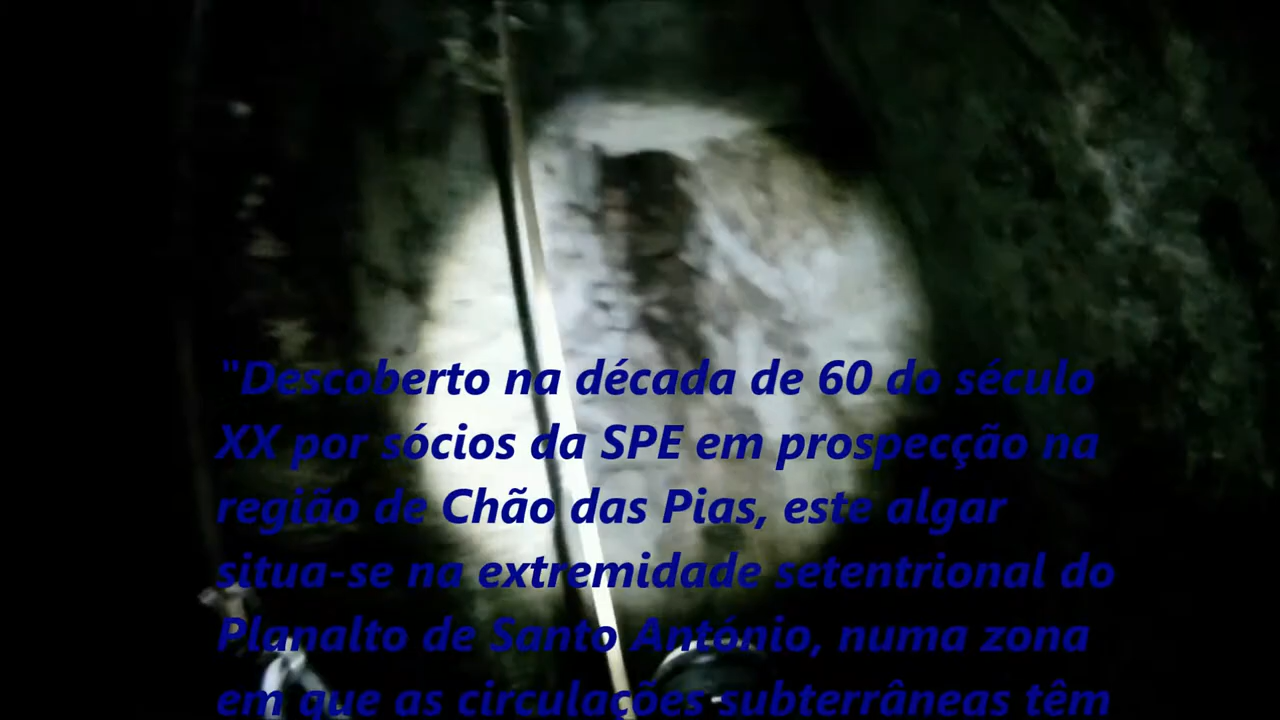 "Descoberto na década de 60 do século
XX por sócios da SPE em prospecção na
região de Chão das Pias, este algar
situa-se na extremidade setentrional do
Planalto de Santo António, numa zona
em que as circulações subterrâneas têm